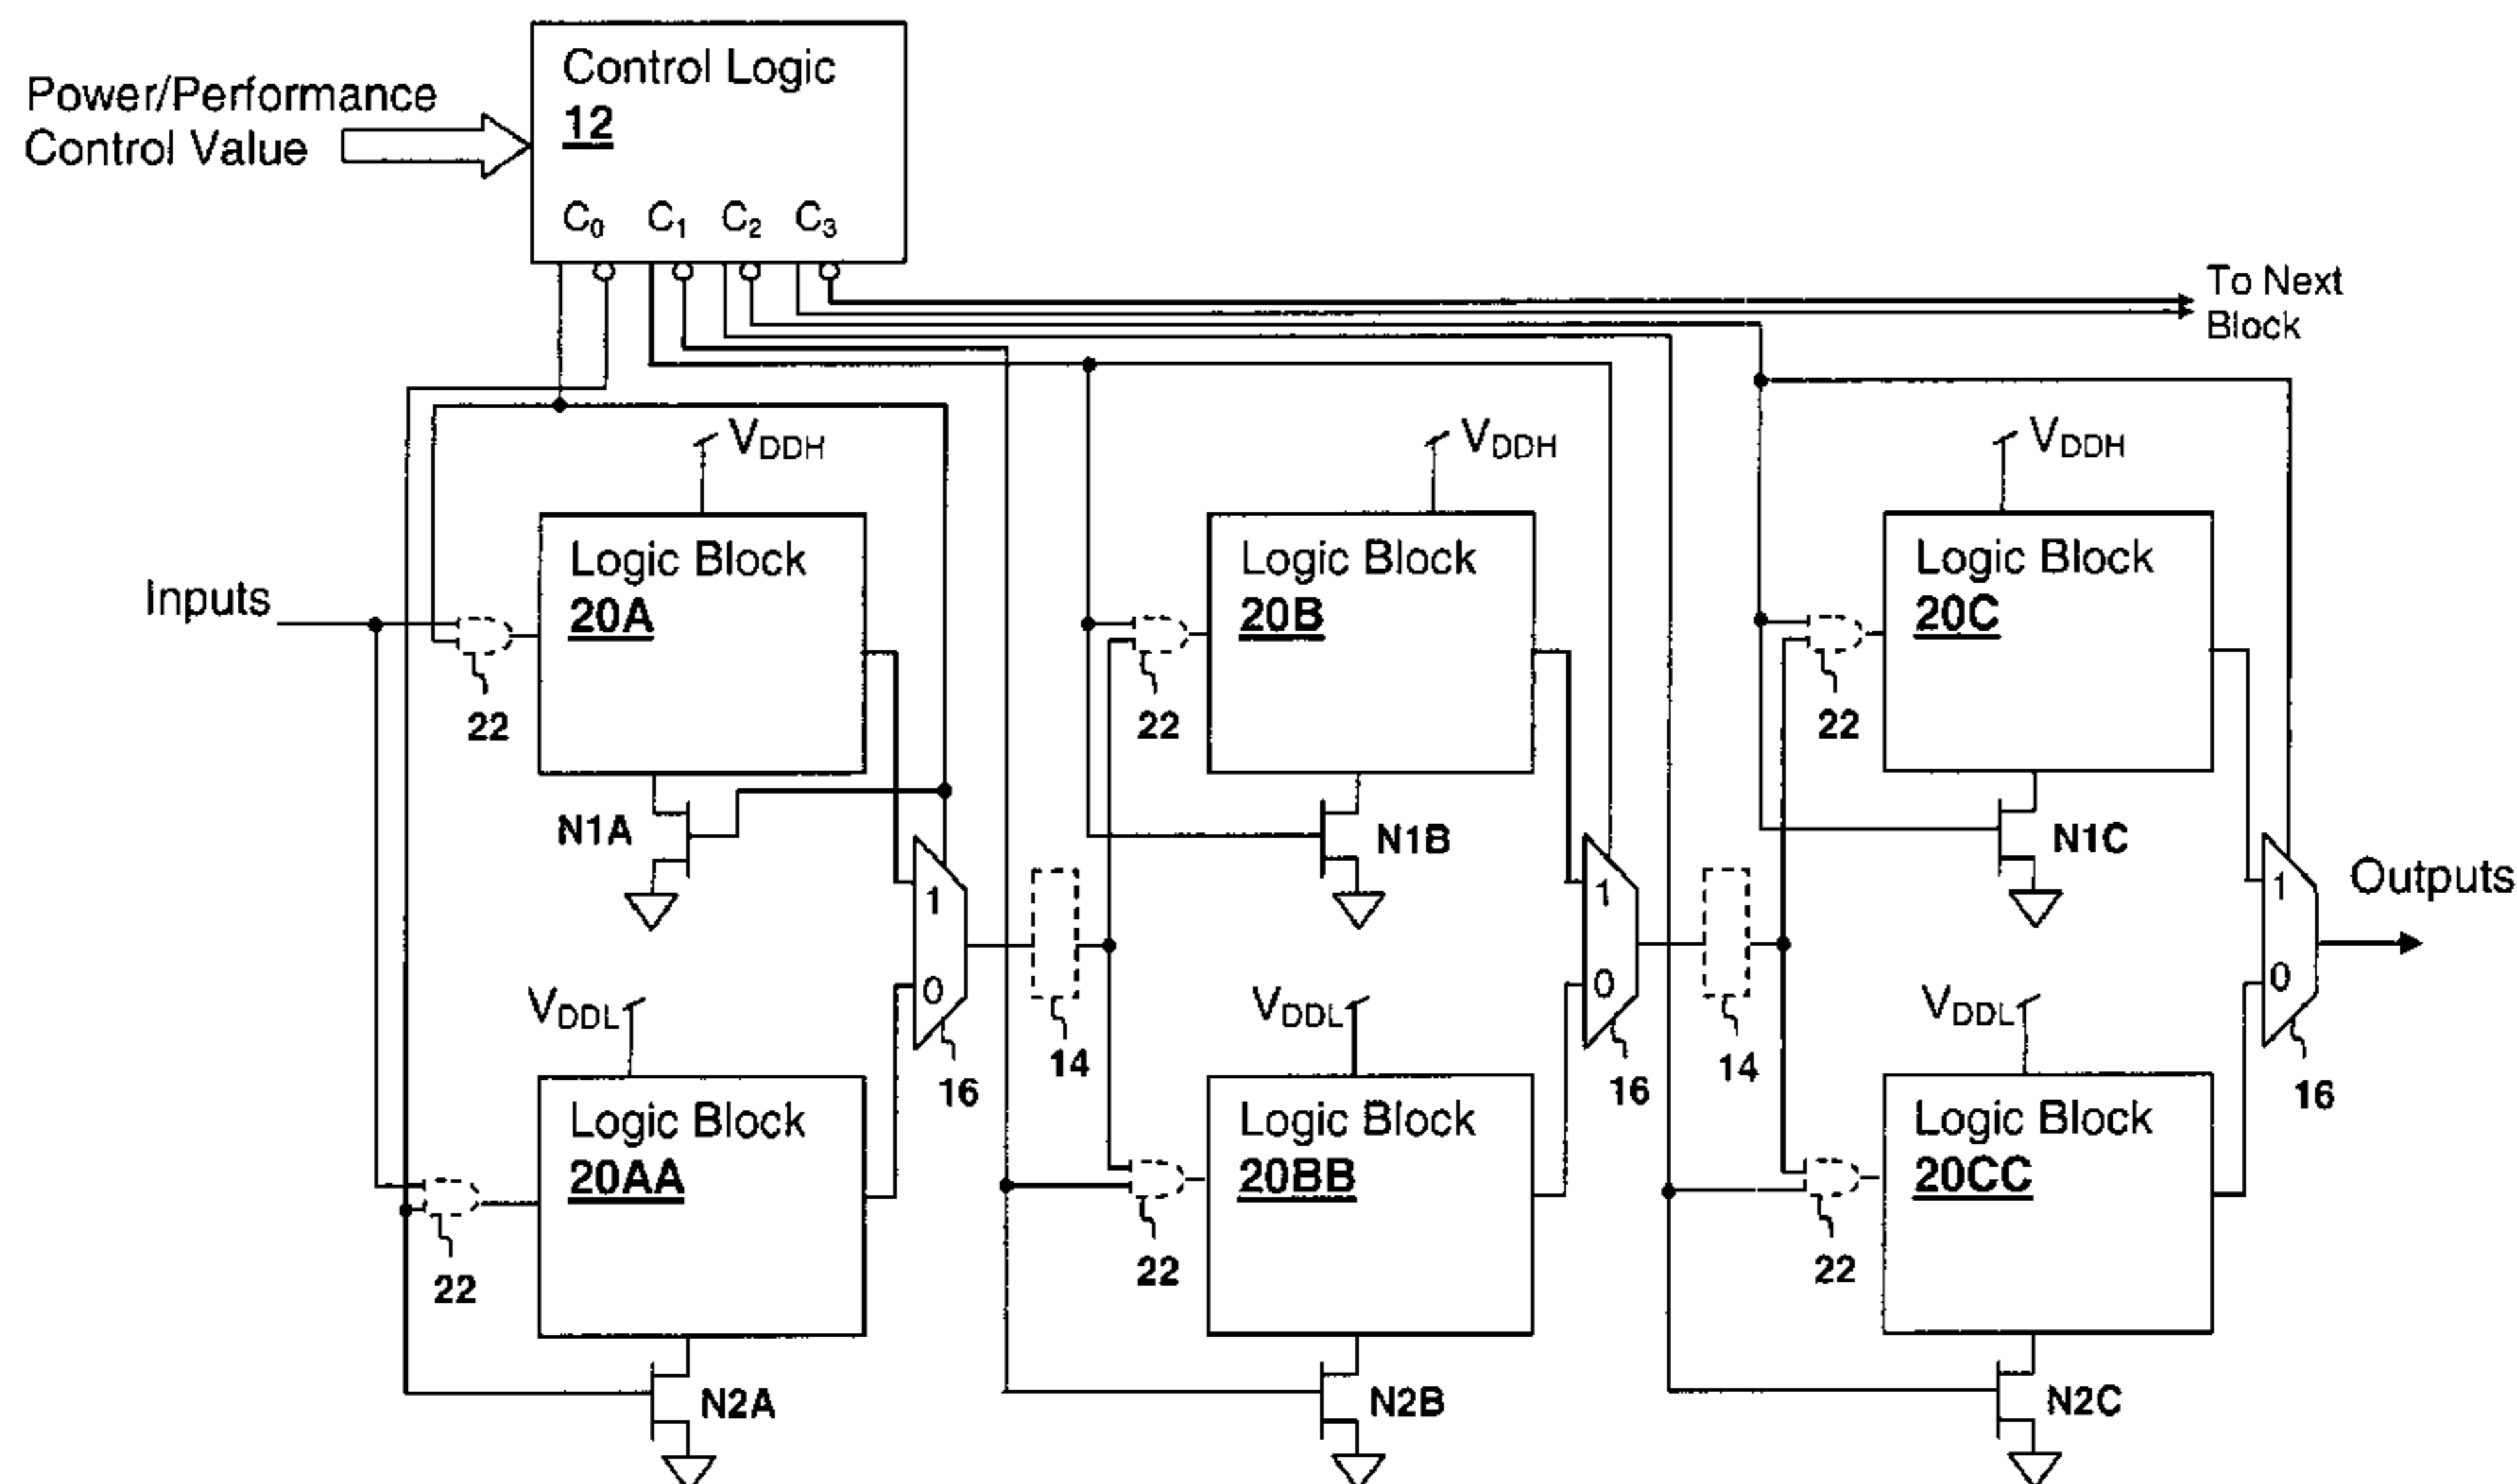 Control Logic
12
Power/Performance
Control Value
C0 C1 C2 C3
To Next
Block
VDDH
VDDH
VDDH
Logic Block
20A
Logic Block
20B
Logic Block
20C
Inputs
22
22
22
N1A
N1B
N1C
1
0
1
0
1
0
Outputs
VDDL
VDDL
VDDL
14
14
16
16
16
Logic Block
20AA
Logic Block
20BB
Logic Block
20CC
22
22
22
N2A
N2B
N2C